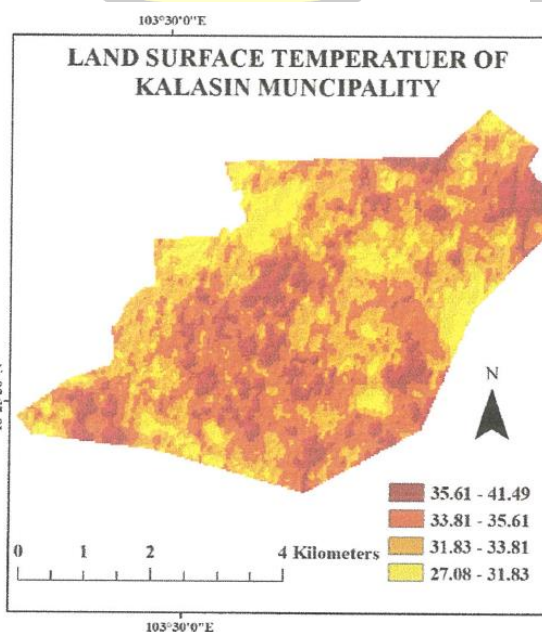 103°30'0"E
LAND SURFACE TEMPERATUER OF
KALASIN MUNCIPALITY
N
35.61 - 41.49
33.81 - 35.61
31.83 - 33.81
27.08 - 31.83
0 1 2 4 Kilometers
103°30'0"E